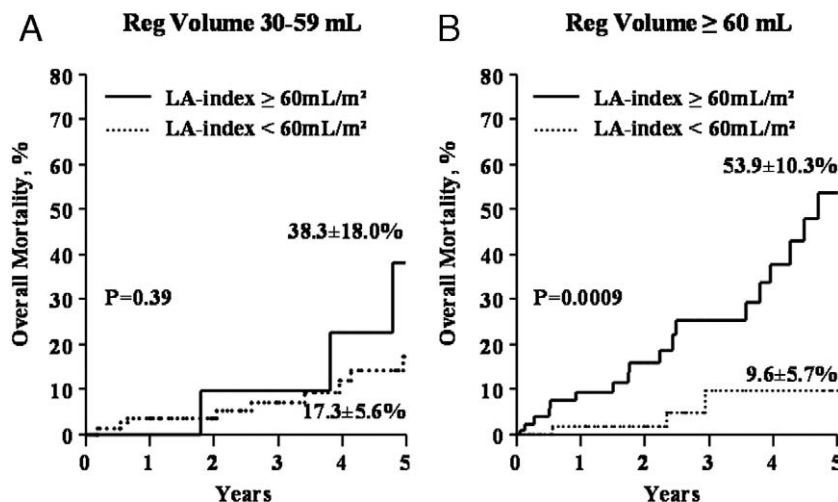 A
Reg Volume 30-59 mL
80
70
60
50
40
30
20
10
0
Overall Mortality, %
LA-index ≥ 60mL/m²
LA-index < 60mL/m²
38.3±18.0%
P=0.39
17.3±5.6%
0 1 2 3 4 5
Years
B
Reg Volume ≥ 60 mL
80
70
60
50
40
30
20
10
0
Overall Mortality, %
LA-index ≥ 60mL/m²
LA-index < 60mL/m²
53.9±10.3%
P=0.0009
9.6±5.7%
0 1 2 3 4 5
Years